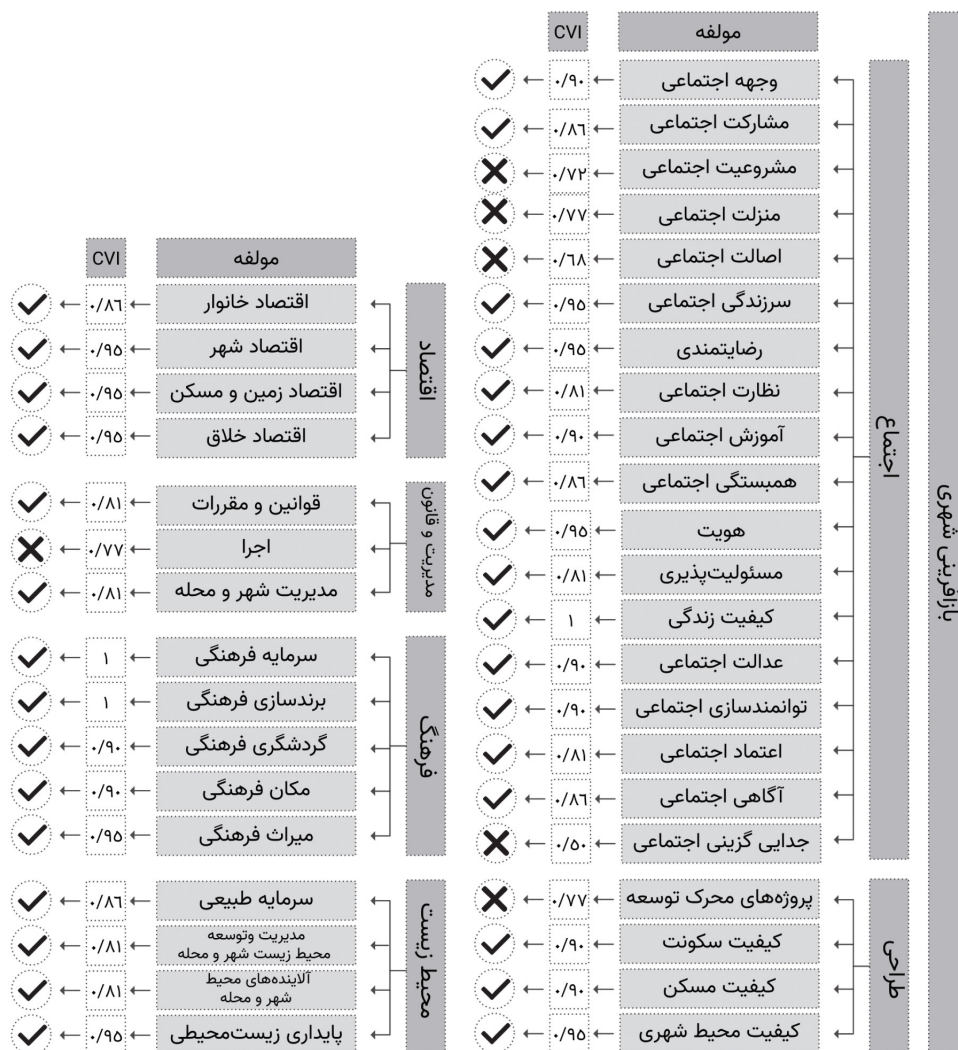 بازآفرینی شهری
مولفه
CVI
اجتماع
وجهه اجتماعی
۰/۹۰
مشارکت اجتماعی
۰/۸۶
مشروعیت اجتماعی
۰/۷۲
منزلت اجتماعی
۰/۷۷
اصالت اجتماعی
۰/۶۸
سرزندگی اجتماعی
۰/۹۵
رضایتمندی
۰/۹۵
نظارت اجتماعی
۰/۸۱
آموزش اجتماعی
۰/۹۰
همبستگی اجتماعی
۰/۸۶
هویت
۰/۹۵
مسئولیت‌پذیری
۰/۸۱
کیفیت زندگی
۱
عدالت اجتماعی
۰/۹۰
توانمندسازی اجتماعی
۰/۹۰
اعتماد اجتماعی
۰/۸۱
آگاهی اجتماعی
۰/۸۶
جدایی گزینی اجتماعی
۰/۵۰
طراحی
پروژه‌های محرک توسعه
۰/۷۷
کیفیت سکونت
۰/۹۰
کیفیت مسکن
۰/۹۰
کیفیت محیط شهری
۰/۹۵
مولفه
CVI
اقتصاد
اقتصاد خانوار
۰/۸۶
اقتصاد شهر
۰/۹۵
اقتصاد زمین و مسکن
۰/۹۵
اقتصاد خلاق
۰/۹۵
مدیریت و قانون
قوانین و مقررات
۰/۸۱
اجرا
۰/۷۷
مدیریت شهر و محله
۰/۸۱
فرهنگ
سرمایه فرهنگی
۱
برندسازی فرهنگی
۱
گردشگری فرهنگی
۰/۹۰
مکان فرهنگی
۰/۹۰
میراث فرهنگی
۰/۹۵
محیط زیست
سرمایه طبیعی
۰/۸۶
مدیریت وتوسعه
محیط زیست شهر و محله
۰/۸۱
آلاینده‌های محیط
شهر و محله
۰/۸۱
پایداری زیست‌محیطی
۰/۹۵